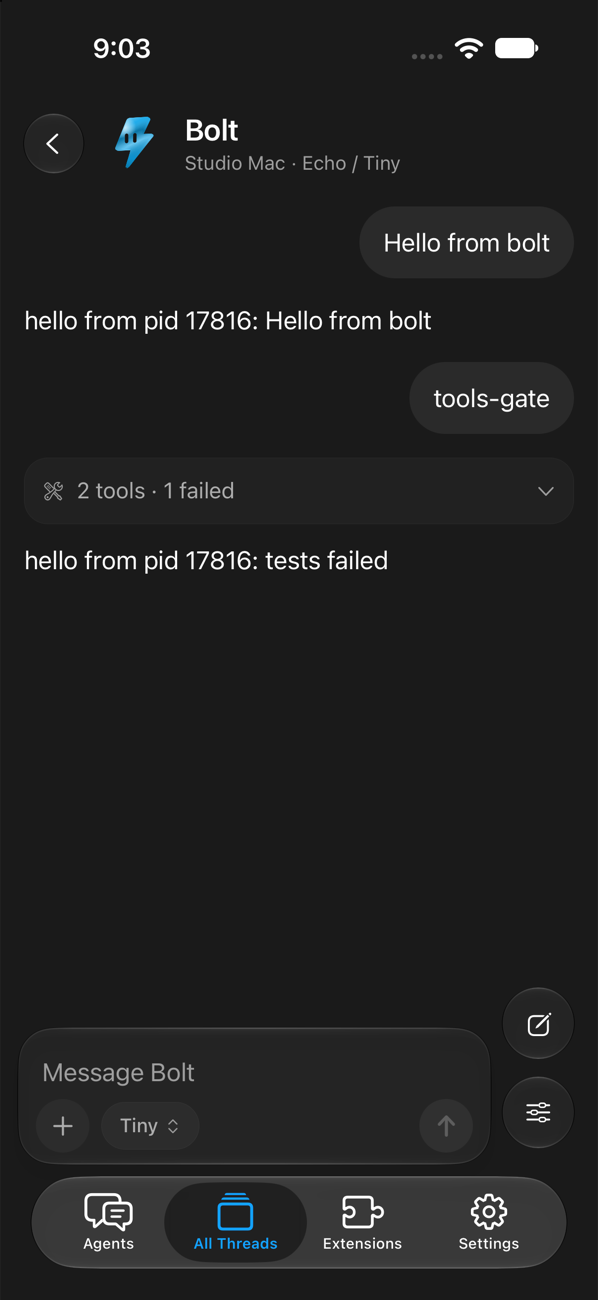 9:03
Bolt
Studio Mac · Echo / Tiny
Hello from bolt
hello from pid 17816: Hello from bolt
tools-gate
2 tools · 1 failed
hello from pid 17816: tests failed
Message Bolt
Tiny
Agents
All Threads
Extensions
Settings